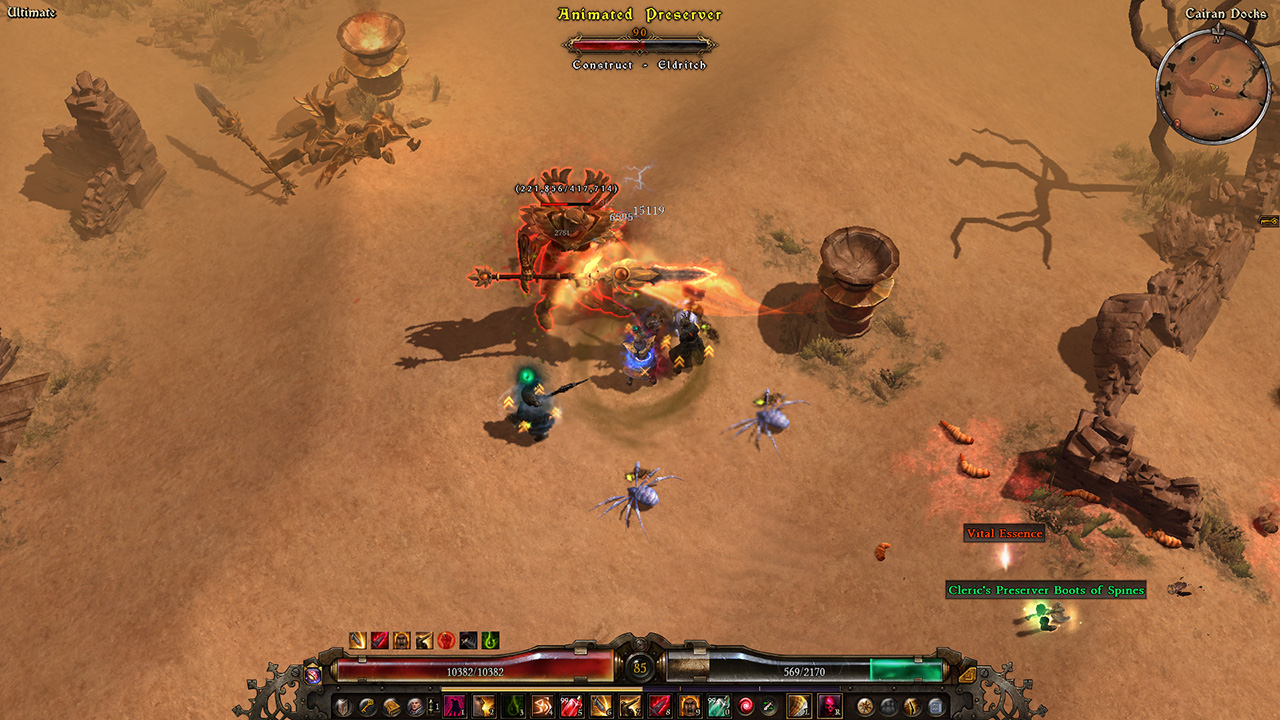 Ultimate
Animated Preserver
90
Construct - Eldritch
Cairan Docks
N
(221,856/417,714)
15119
2751
Vital Essence
Cleric's Preserver Boots of Spines
10382/10382
85
569/2170